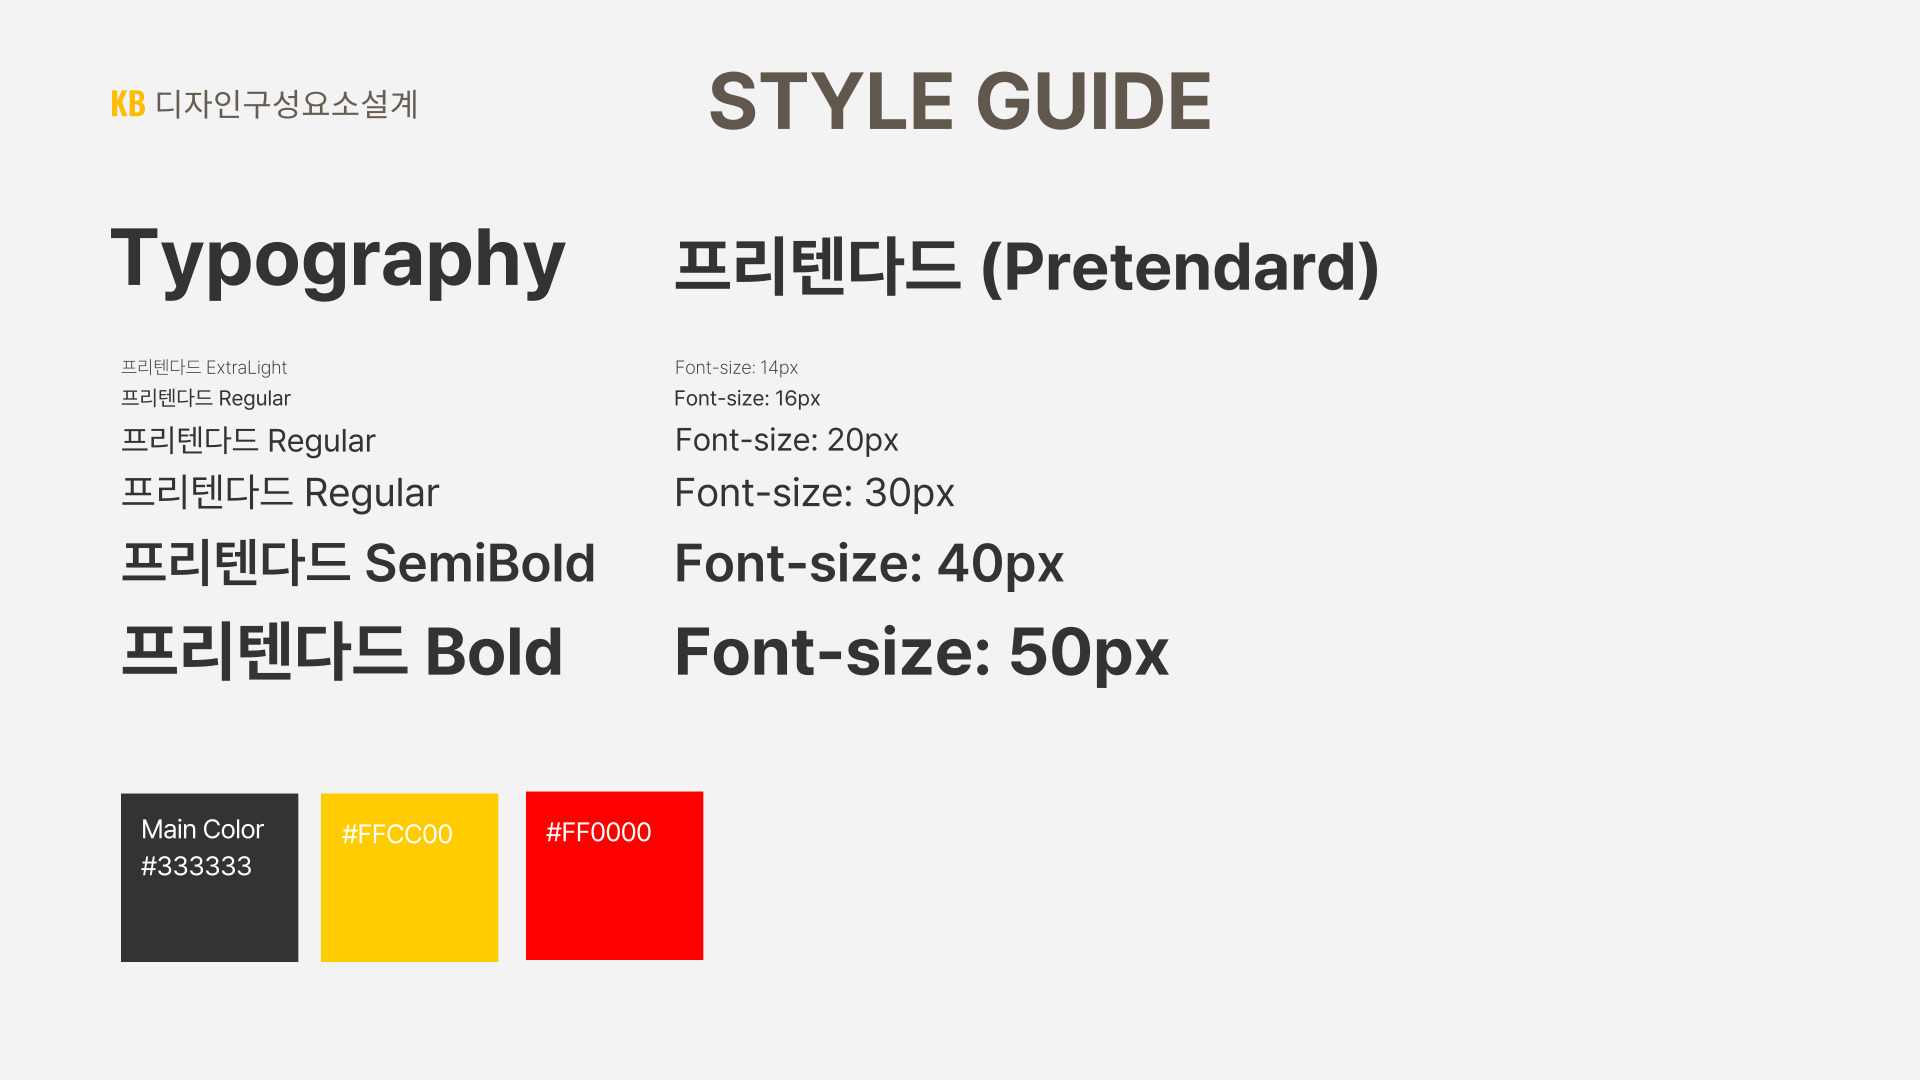 KB 디자인구성요소설계
STYLE GUIDE
Typography
프리텐다드 (Pretendard)
프리텐다드 ExtraLight
Font-size: 14px
프리텐다드 Regular
Font-size: 16px
프리텐다드 Regular
Font-size: 20px
프리텐다드 Regular
Font-size: 30px
프리텐다드 SemiBold
Font-size: 40px
프리텐다드 Bold
Font-size: 50px
Main Color
#333333
#FFCC00
#FF0000